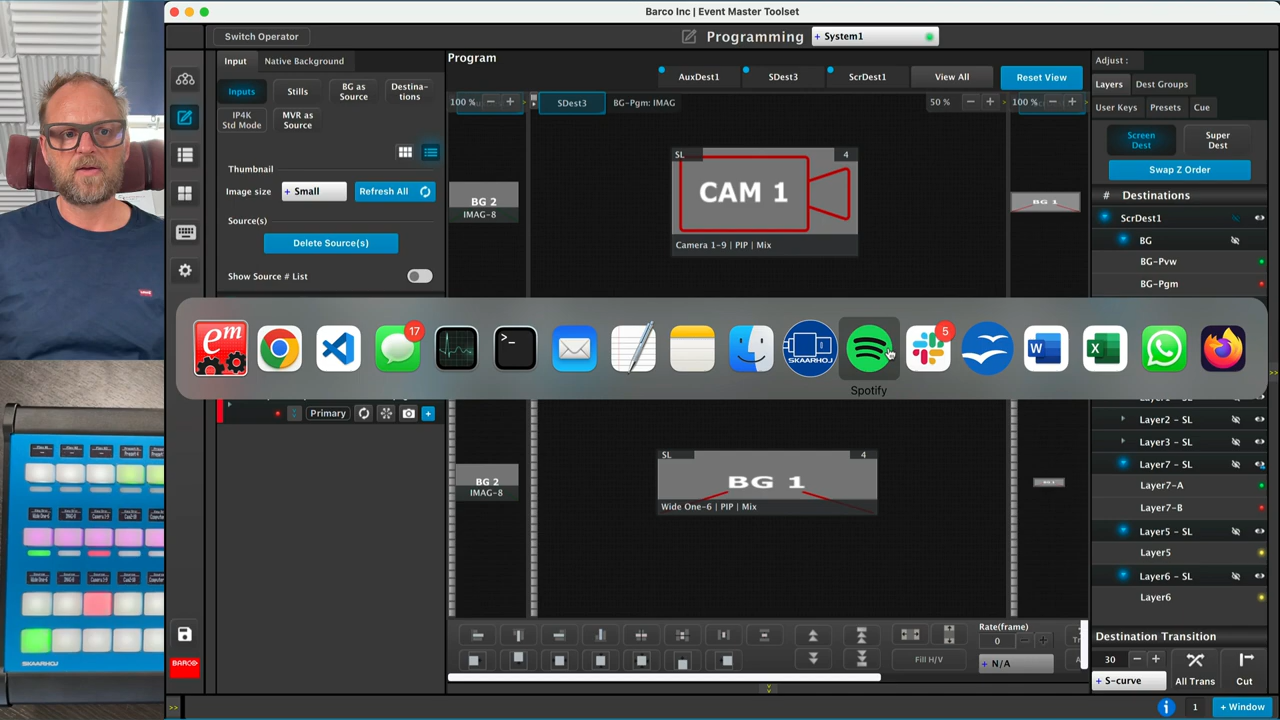 Barco Inc | Event Master Toolset
Switch Operator
Programming
+ System1
Input
Native Background
Inputs
Stills
BG as Source
Destina-tions
IP4K Std Mode
MVR as Source
Thumbnail
Image size
+ Small
Refresh All
Source(s)
Delete Source(s)
Show Source # List
Primary
+
Program
AuxDest1
SDest3
ScrDest1
View All
Reset View
100 %
− +
SDest3
BG-Pgm: IMAG
50 %
− +
100 %
− +
SL
4
CAM 1
Camera 1-9 | PIP | Mix
BG 2
IMAG-8
BG 1
17
5
em
SKAARHOJ
W
X
Spotify
BG 2
IMAG-8
SL
4
BG 1
Wide One-6 | PIP | Mix
Rate(frame)
0
− +
Fill H/V
+ N/A
Adjust :
Layers
Dest Groups
User Keys
Presets
Cue
Screen Dest
Super Dest
Swap Z Order
# Destinations
ScrDest1
BG
BG-Pvw
BG-Pgm
Layer2 - SL
Layer3 - SL
Layer7 - SL
Layer7-A
Layer7-B
Layer5 - SL
Layer5
Layer6 - SL
Layer6
Destination Transition
30
− +
+ S-curve
All Trans
Cut
BARCO
>>
1
+ Window
SKAARHOJ